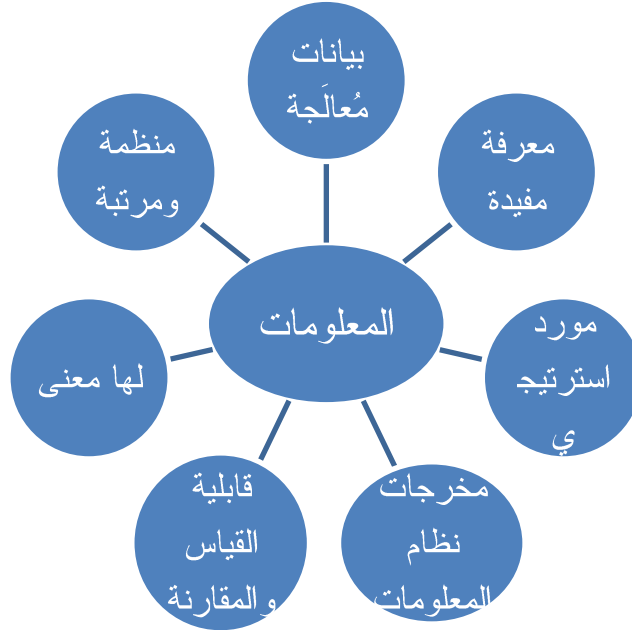 بيانات
مُعالَجة
معرفة
مفيدة
مورد
استرتيج
ي
مخرجات
نظام
المعلومات
قابلية
القياس
والمقارنة
لها معنى
منظمة
ومرتبة
المعلومات